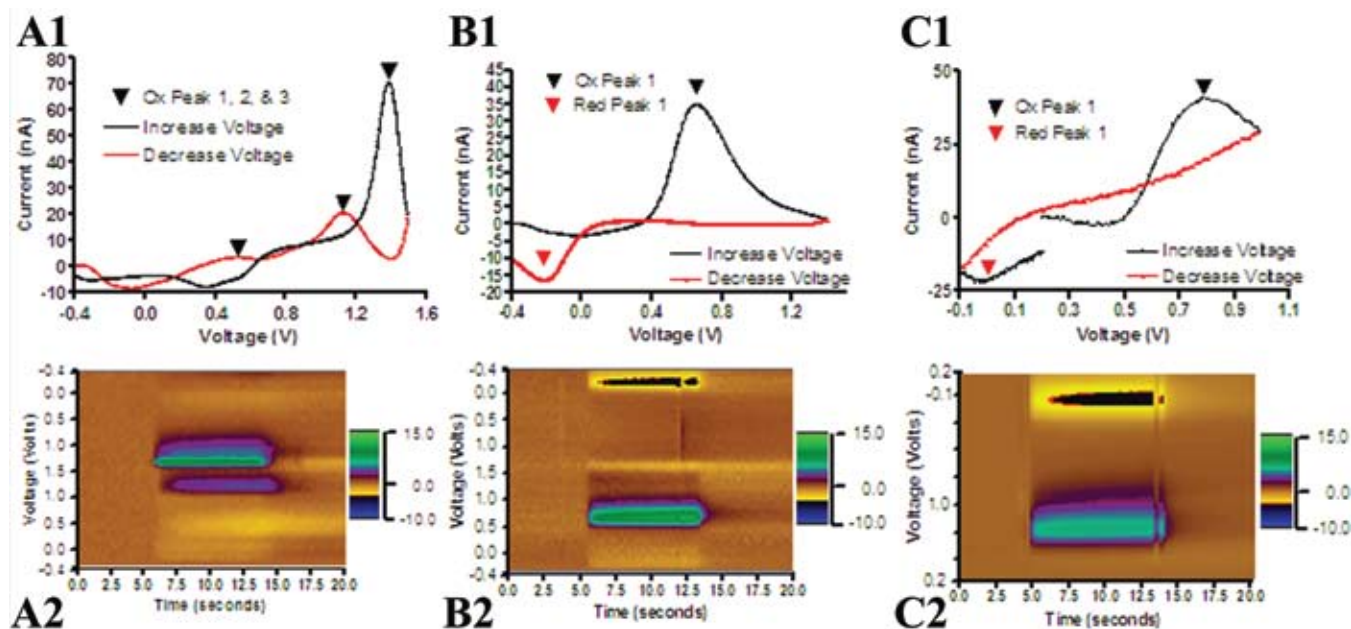 A1
80
70
60
50
40
30
20
10
0
-10
Current (nA)
Ox Peak 1, 2, & 3
Increase Voltage
Decrease Voltage
-0.4 0.0 0.4 0.8 1.2 1.6
Voltage (V)
B1
45
40
35
30
25
20
15
10
5
0
-5
-10
-15
-20
Current (nA)
Ox Peak 1
Red Peak 1
Increase Voltage
Decrease Voltage
-0.4 0.0 0.4 0.8 1.2
Voltage (V)
C1
50
25
0
-25
Current (nA)
Ox Peak 1
Red Peak 1
Increase Voltage
Decrease Voltage
-0.1 0.1 0.3 0.5 0.7 0.9 1.1
Voltage (V)
-0.4
0.0
0.5
1.0
1.5
1.0
0.5
0.0
-0.4
Voltage (Volts)
0.0 2.5 5.0 7.5 10.0 12.5 15.0 17.5 20.0
Time (seconds)
15.0
0.0
-10.0
A2
-0.4
0.0
0.5
1.0
1.5
1.0
0.5
0.0
-0.4
Voltage (Volts)
0.0 2.5 5.0 7.5 10.0 12.5 15.0 17.5 20.0
Time (seconds)
15.0
0.0
-10.0
B2
0.2
-0.1
1.0
0.2
Voltage (Volts)
0.0 2.5 5.0 7.5 10.0 12.5 15.0 17.5 20.0
Time (seconds)
15.0
0.0
-10.0
C2